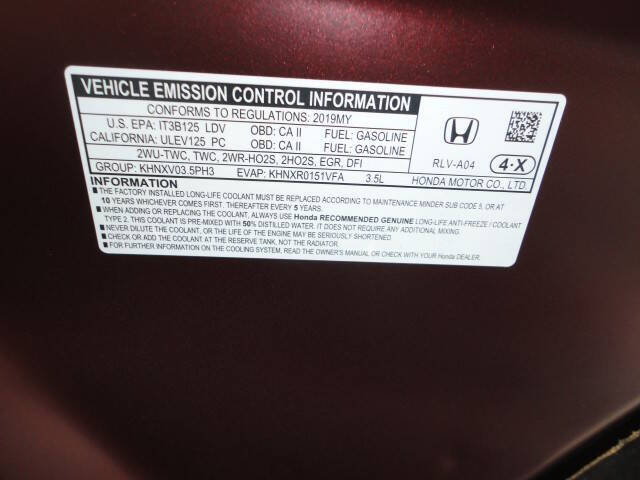 VEHICLE EMISSION CONTROL INFORMATION
CONFORMS TO REGULATIONS: 2019MY
U.S. EPA: IT3B125 LDV OBD: CA II FUEL: GASOLINE
CALIFORNIA: ULEV125 PC OBD: CA II FUEL: GASOLINE
2WU-TWC, TWC, 2WR-HO2S, 2HO2S, EGR, DFI
GROUP: KHNXV03.5PH3 EVAP: KHNXR0151VFA 3.5L
RLV-A04 4·X
HONDA MOTOR CO., LTD.
INFORMATION
■ THE FACTORY INSTALLED LONG-LIFE COOLANT MUST BE REPLACED ACCORDING TO MAINTENANCE MINDER SUB CODE 5, OR AT
10 YEARS WHICHEVER COMES FIRST, THEREAFTER EVERY 5 YEARS.
■ WHEN ADDING OR REPLACING THE COOLANT, ALWAYS USE Honda RECOMMENDED GENUINE LONG-LIFE ANTI-FREEZE / COOLANT
TYPE 2. THIS COOLANT IS PRE-MIXED WITH 50% DISTILLED WATER. IT DOES NOT REQUIRE ANY ADDITIONAL MIXING.
■ NEVER DILUTE THE COOLANT, OR THE LIFE OF THE ENGINE MAY BE SERIOUSLY SHORTENED.
■ CHECK OR ADD THE COOLANT AT THE RESERVE TANK, NOT THE RADIATOR.
■ FOR FURTHER INFORMATION ON THE COOLING SYSTEM, READ THE OWNER'S MANUAL OR CHECK WITH YOUR Honda DEALER.